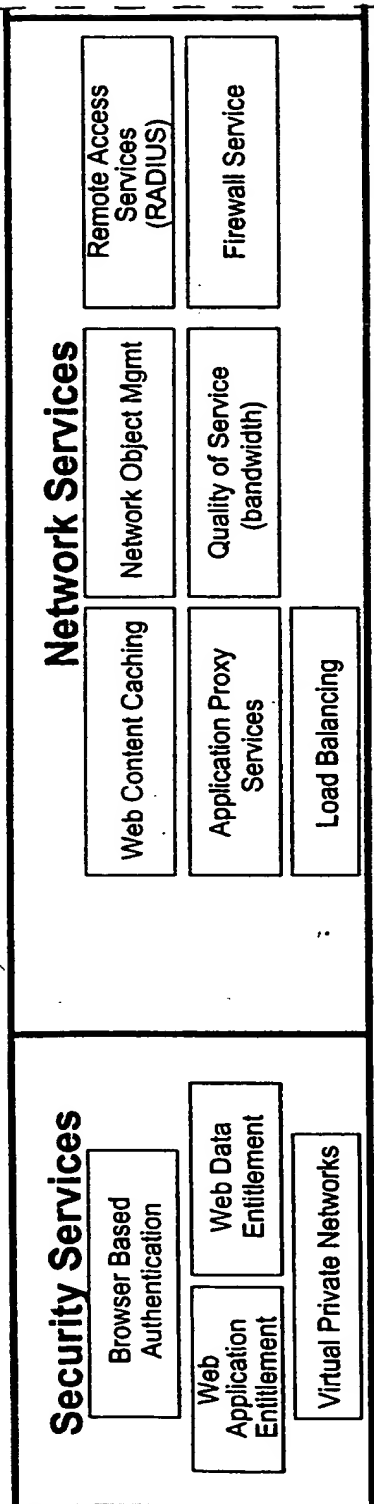 Security Services
Browser Based
Authentication
Web
Application
Entitlement
Web Data
Entitlement
Virtual Private Networks
Network Services
Web Content Caching
Network Object Mgmt
Remote Access
Services
(RADIUS)
Application Proxy
Services
Quality of Service
(bandwidth)
Firewall Service
Load Balancing